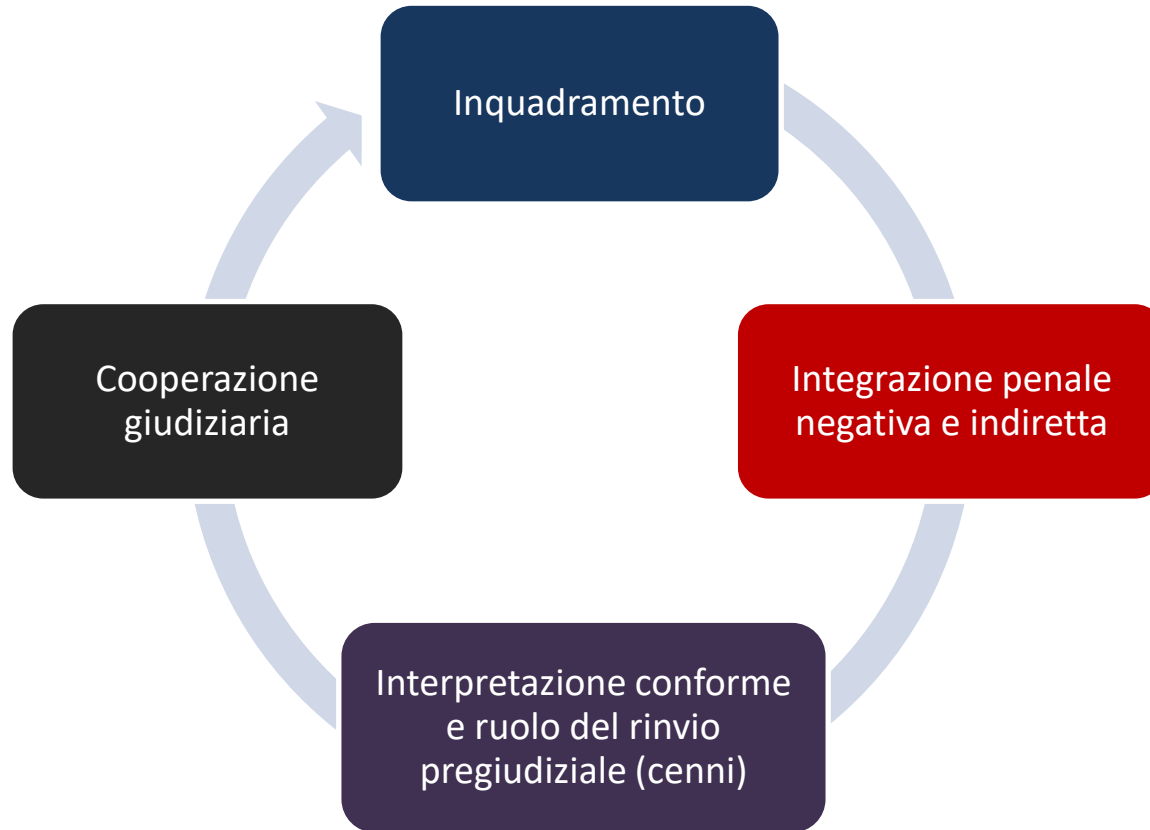 Inquadramento
Integrazione penale
negativa e indiretta
Interpretazione conforme
e ruolo del rinvio
pregiudiziale (cenni)
Cooperazione
giudiziaria